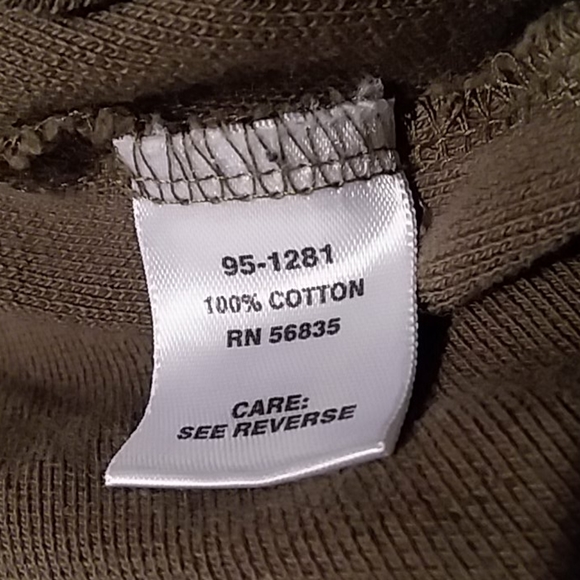 95-1281
100% COTTON
RN 56835
CARE:
SEE REVERSE